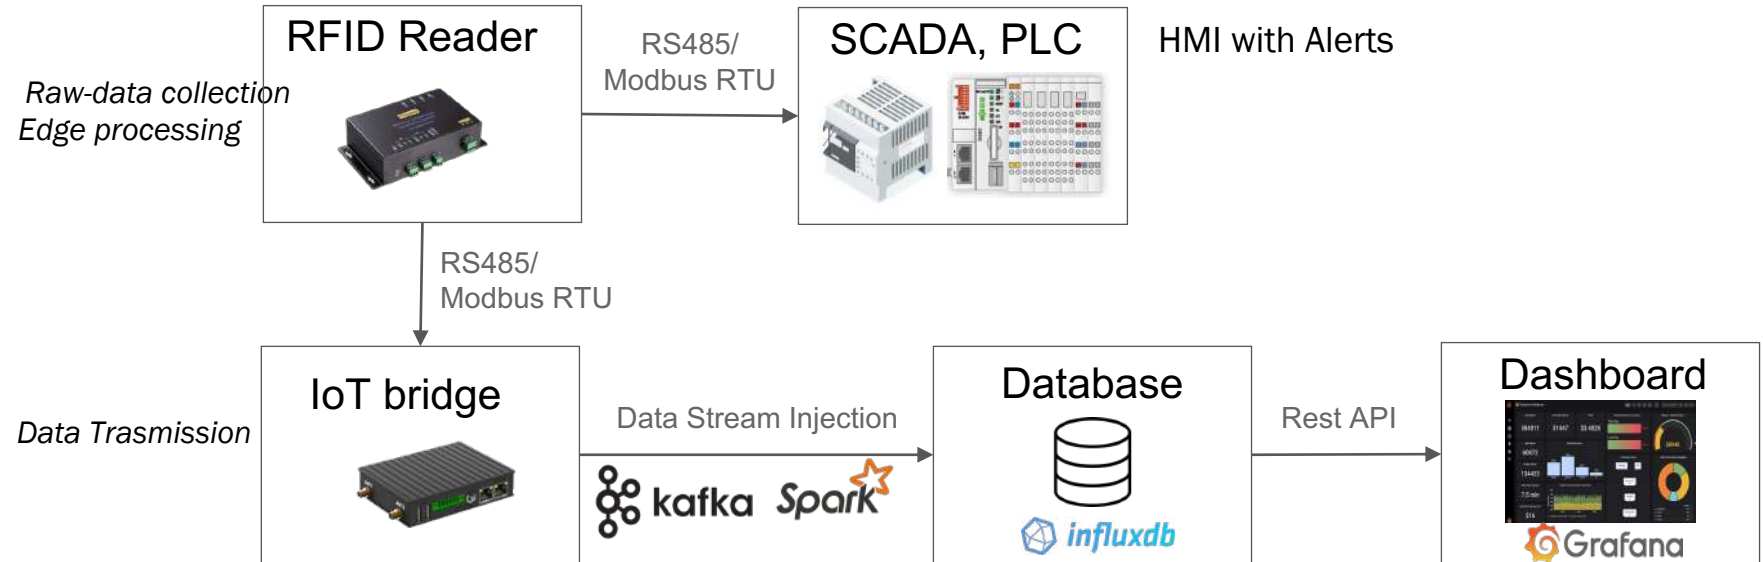 RFID Reader
RS485/
Modbus RTU
SCADA, PLC
HMI with Alerts
Raw-data collection
Edge processing
RS485/
Modbus RTU
IoT bridge
Data Trasmission
Data Stream Injection
kafka
Spark
Database
influxdb
Rest API
Dashboard
Grafana